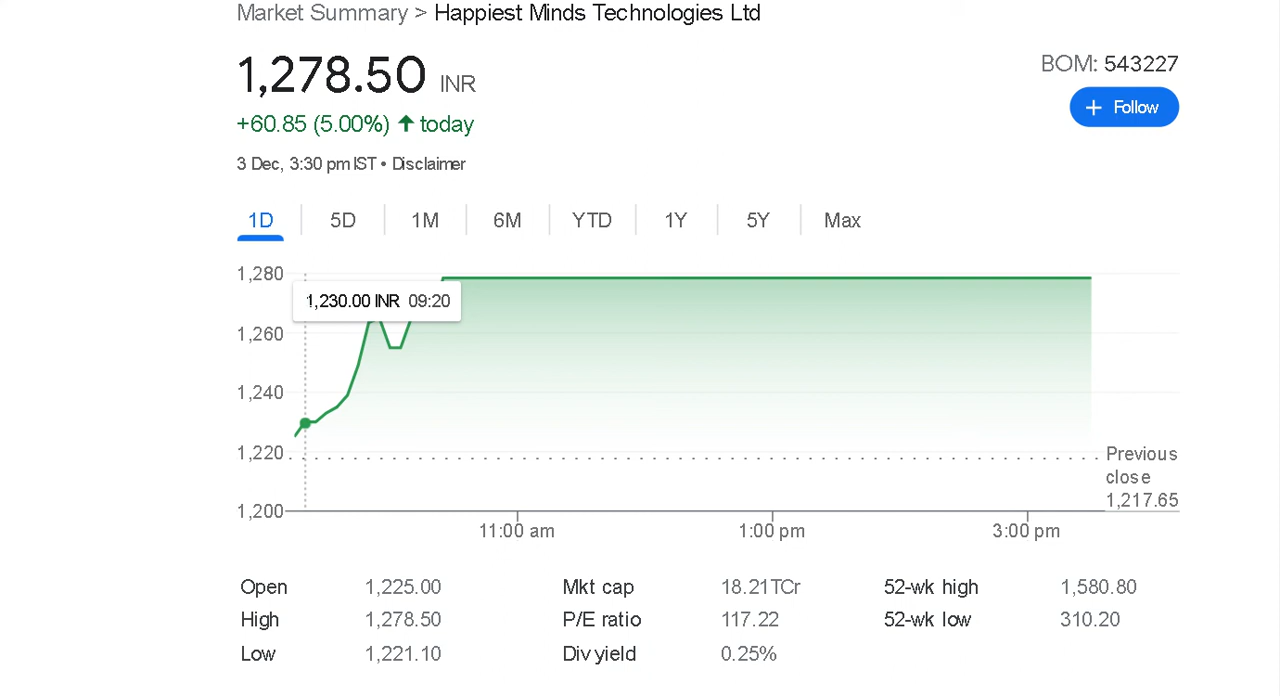 Market Summary > Happiest Minds Technologies Ltd
1,278.50 INR
BOM: 543227
+60.85 (5.00%) ↑ today
+ Follow
3 Dec, 3:30 pm IST • Disclaimer
1D 5D 1M 6M YTD 1Y 5Y Max
1,280
1,230.00 INR 09:20
1,260
1,240
1,220
Previous
close
1,217.65
1,200
11:00 am 1:00 pm 3:00 pm
Open 1,225.00 Mkt cap 18.21TCr 52-wk high 1,580.80
High 1,278.50 P/E ratio 117.22 52-wk low 310.20
Low 1,221.10 Div yield 0.25%